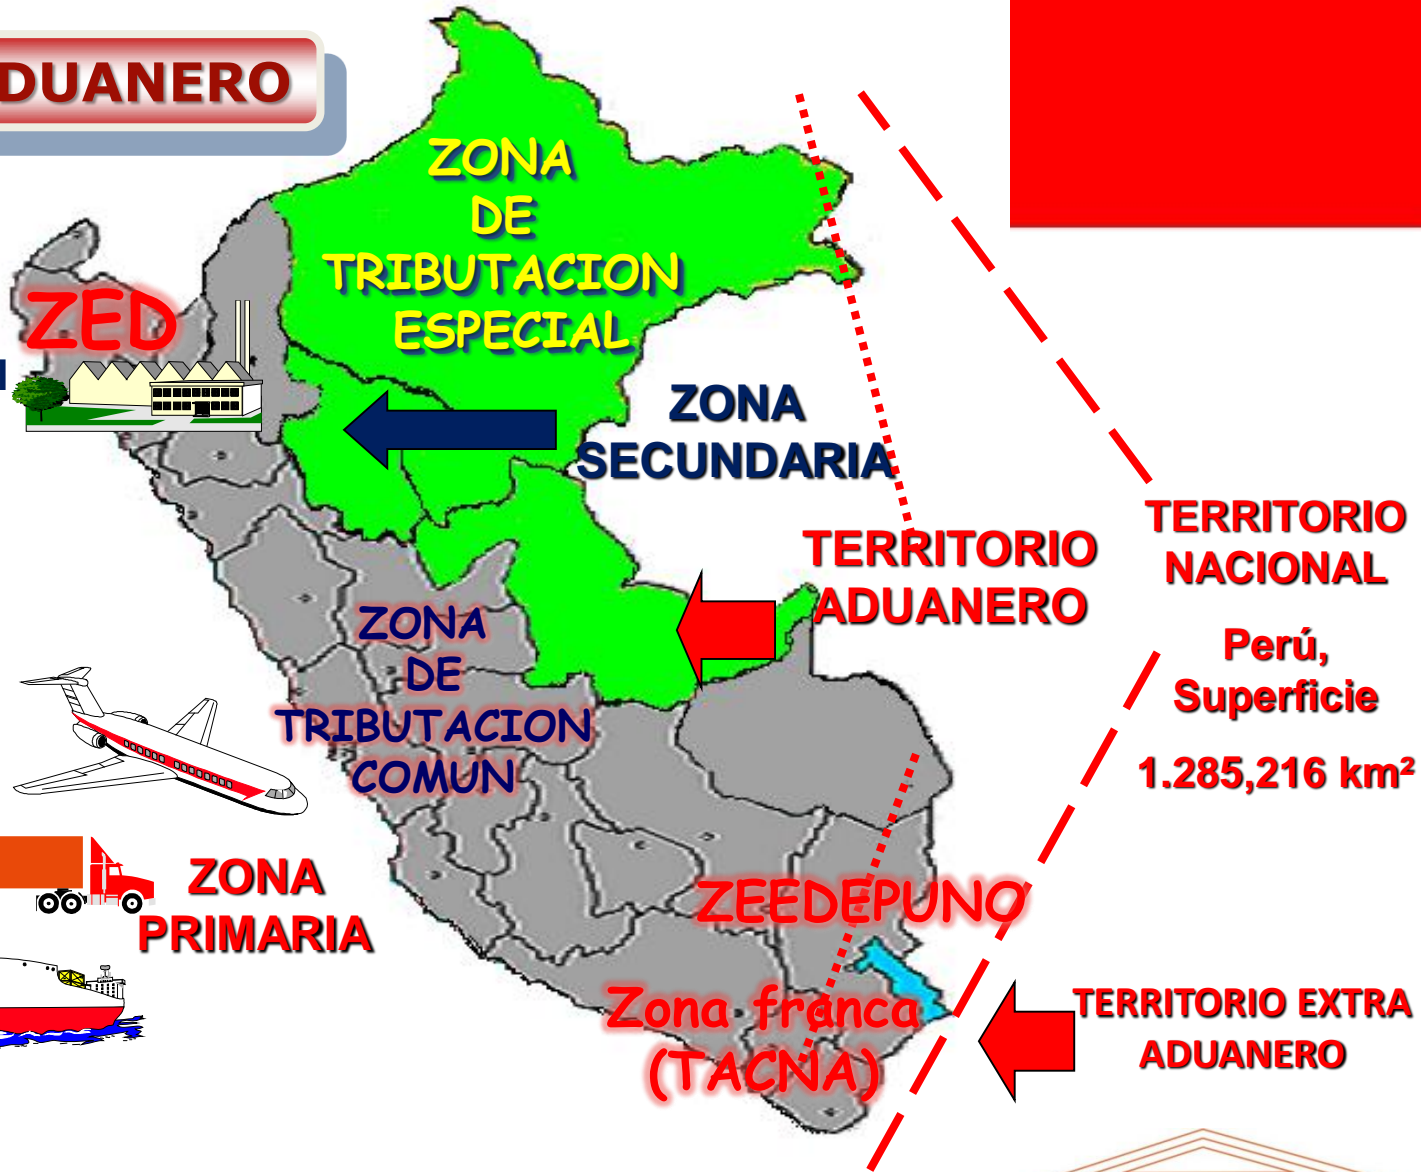 DUANERO
ZONA
DE
TRIBUTACION
ESPECIAL
ZED
ZONA
SECUNDARIA
TERRITORIO
ADUANERO
TERRITORIO
NACIONAL
Perú,
Superficie
1.285,216 km²
ZONA
DE
TRIBUTACION
COMUN
ZONA
PRIMARIA
ZEEDEPUNO
Zona franca
(TACNA)
TERRITORIO EXTRA
ADUANERO